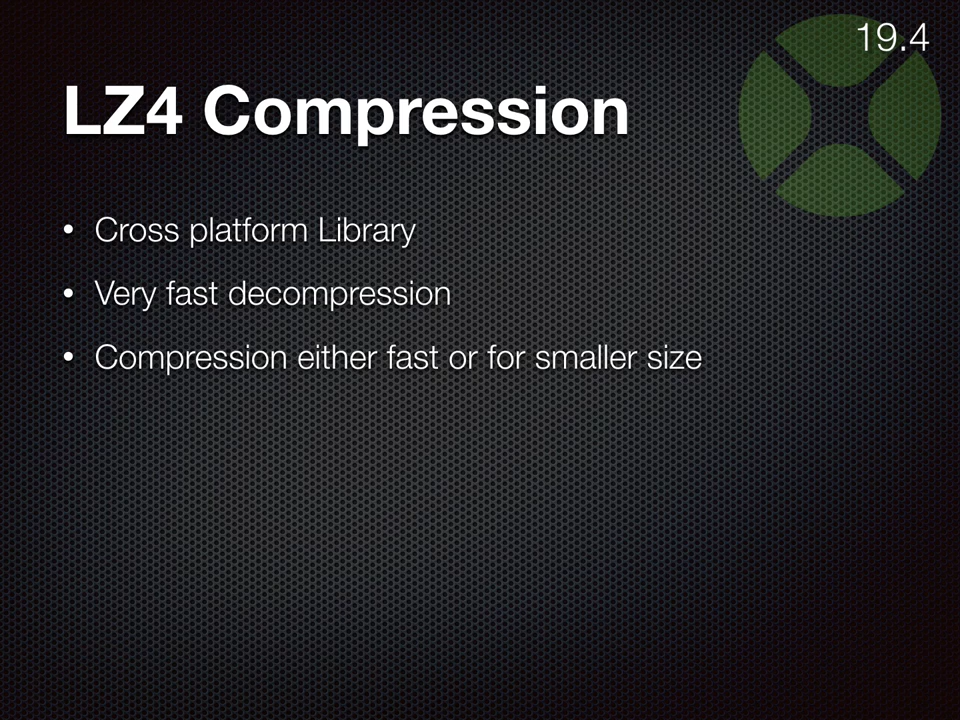 19.4
LZ4 Compression
• Cross platform Library
• Very fast decompression
• Compression either fast or for smaller size